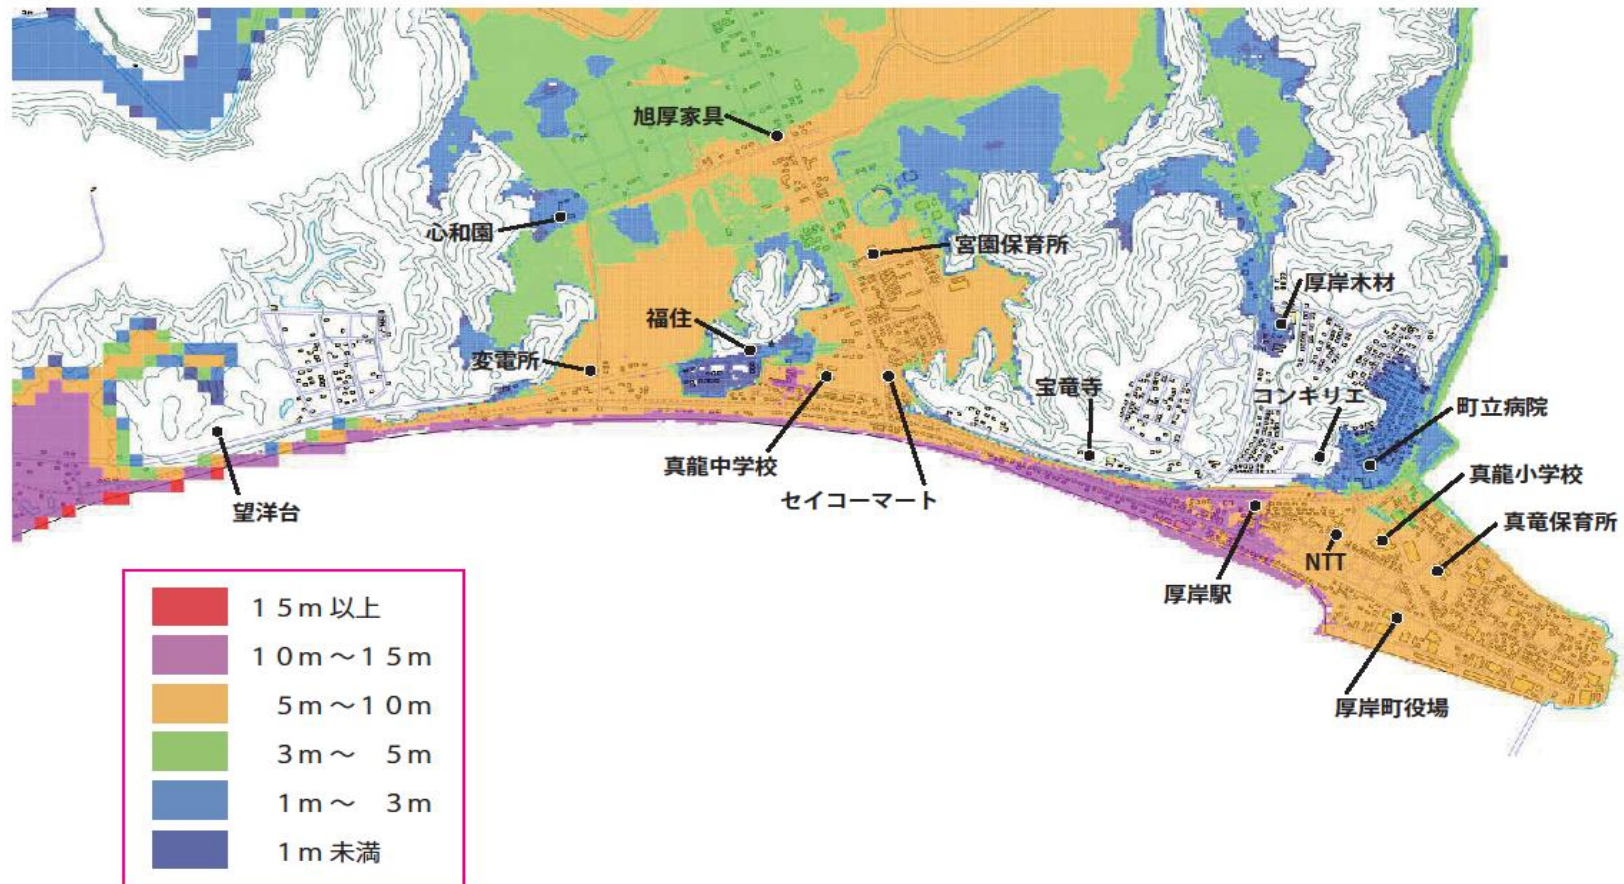 旭厚家具
心和園
宮園保育所
厚岸木材
福住
変電所
宝竜寺
コンキリエ
町立病院
真龍中学校
真龍小学校
セイコーマート
望洋台
真竜保育所
NTT
厚岸駅
厚岸町役場
15m以上
10m～15m
5m～10m
3m～ 5m
1m～ 3m
1m未満